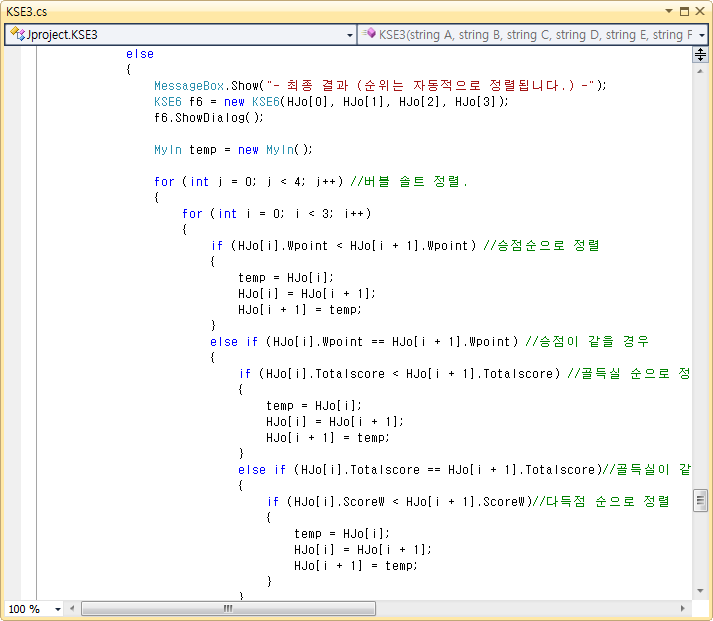 KSE3.cs
Jproject.KSE3
KSE3(string A, string B, string C, string D, string E, string F
else
{
MessageBox.Show("- 최종 결과 (순위는 자동적으로 정렬됩니다.) -");
KSE6 f6 = new KSE6(HJo[0], HJo[1], HJo[2], HJo[3]);
f6.ShowDialog();
MyIn temp = new MyIn();
for (int j = 0; j < 4; j++) //버블 솔트 정렬.
{
for (int i = 0; i < 3; i++)
{
if (HJo[i].Wpoint < HJo[i + 1].Wpoint) //승점순으로 정렬
{
temp = HJo[i];
HJo[i] = HJo[i + 1];
HJo[i + 1] = temp;
}
else if (HJo[i].Wpoint == HJo[i + 1].Wpoint) //승점이 같을 경우
{
if (HJo[i].Totalscore < HJo[i + 1].Totalscore) //골득실 순으로 정
{
temp = HJo[i];
HJo[i] = HJo[i + 1];
HJo[i + 1] = temp;
}
else if (HJo[i].Totalscore == HJo[i + 1].Totalscore)//골득실이 같
{
if (HJo[i].ScoreW < HJo[i + 1].ScoreW)//다득점 순으로 정렬
{
temp = HJo[i];
HJo[i] = HJo[i + 1];
HJo[i + 1] = temp;
}
}
100 %